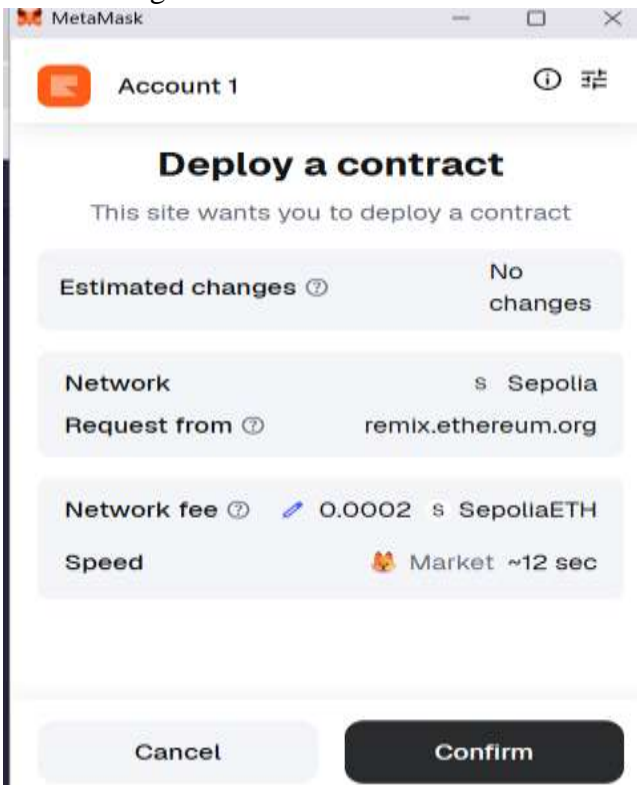 MetaMask
Account 1
Deploy a contract
This site wants you to deploy a contract
Estimated changes
No
changes
Network S Sepolia
Request from remix.ethereum.org
Network fee 0.0002 S SepoliaETH
Speed Market ~12 sec
Cancel Confirm